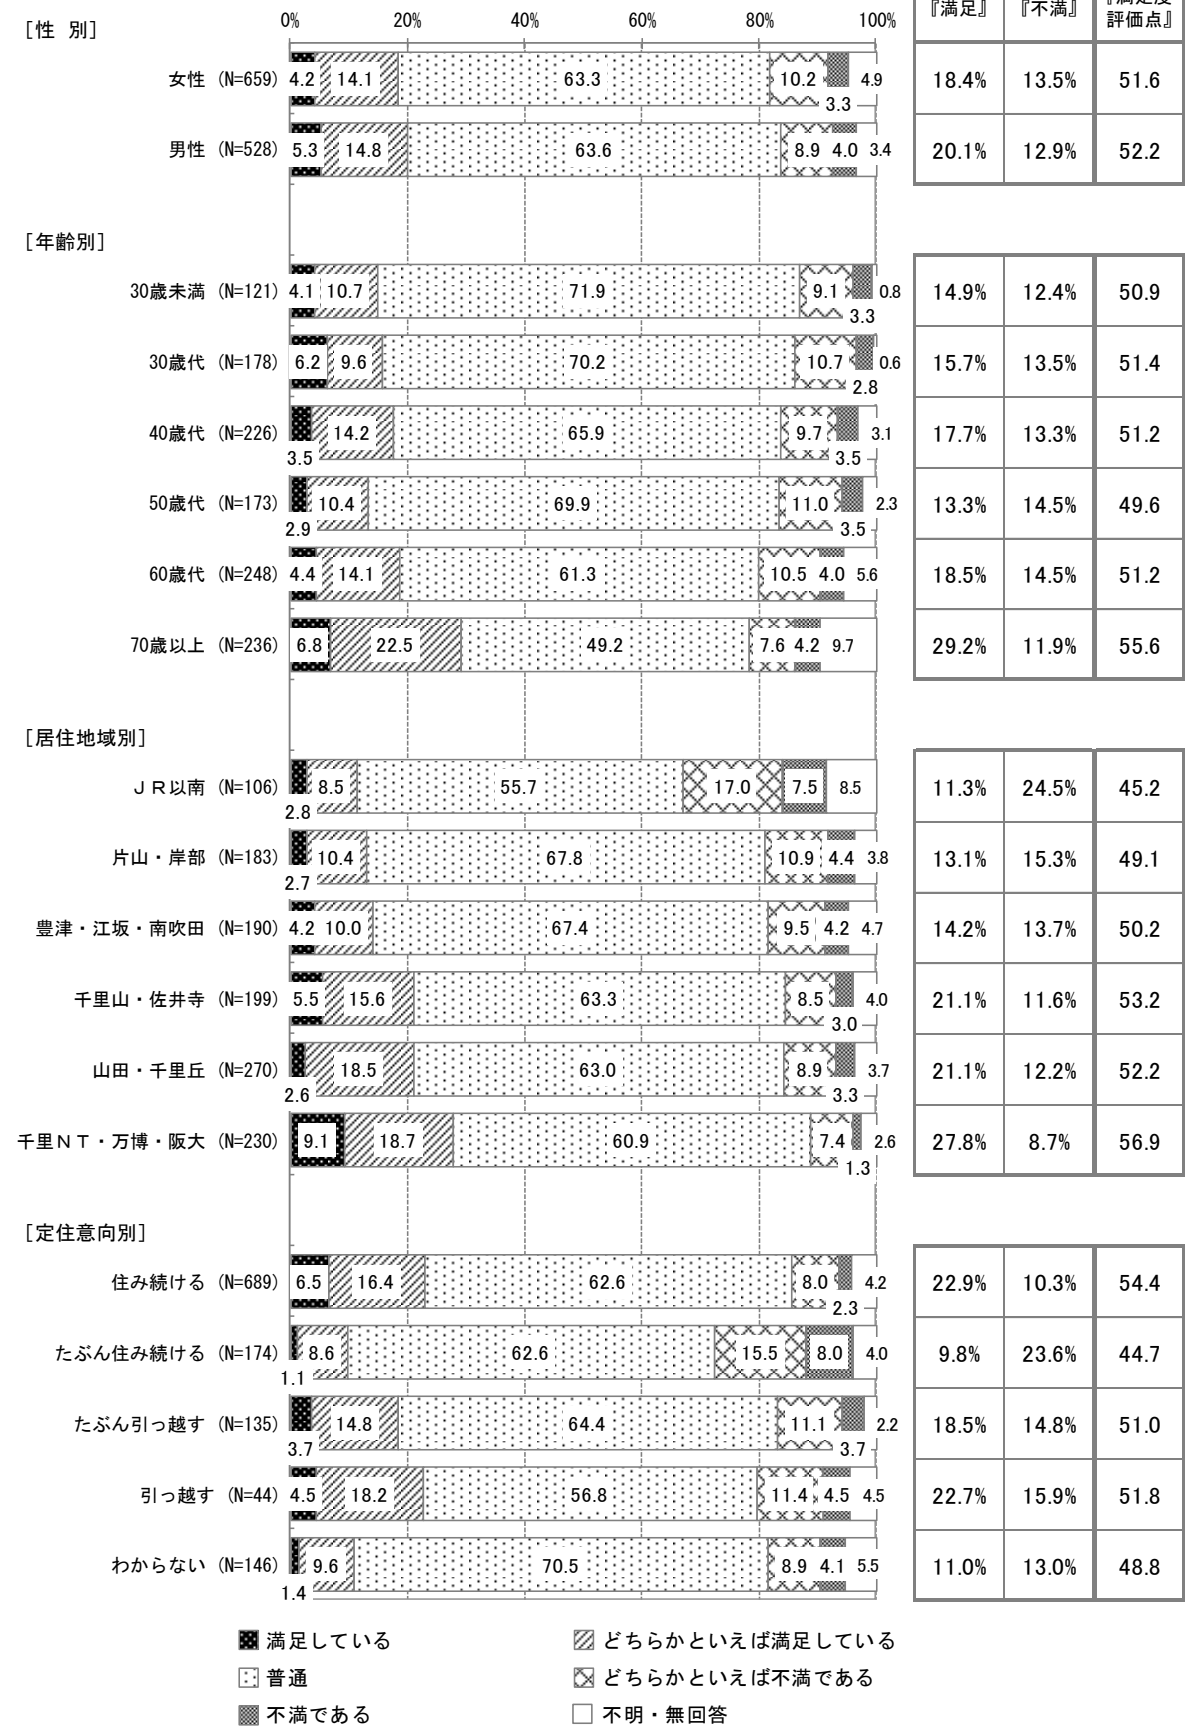 ［性 別］
0% 20% 40% 60% 80% 100%
『満足』 『不満』 『満足度評価点』
女性 (N=659) 4.2 14.1 63.3 10.2 3.3 4.9 18.4% 13.5% 51.6
男性 (N=528) 5.3 14.8 63.6 8.9 4.0 3.4 20.1% 12.9% 52.2
［年齢別］
30歳未満 (N=121) 4.1 10.7 71.9 9.1 3.3 0.8 14.9% 12.4% 50.9
30歳代 (N=178) 6.2 9.6 70.2 10.7 2.8 0.6 15.7% 13.5% 51.4
40歳代 (N=226) 3.5 14.2 65.9 9.7 3.5 3.1 17.7% 13.3% 51.2
50歳代 (N=173) 2.9 10.4 69.9 11.0 3.5 2.3 13.3% 14.5% 49.6
60歳代 (N=248) 4.4 14.1 61.3 10.5 4.0 5.6 18.5% 14.5% 51.2
70歳以上 (N=236) 6.8 22.5 49.2 7.6 4.2 9.7 29.2% 11.9% 55.6
［居住地域別］
ＪＲ以南 (N=106) 2.8 8.5 55.7 17.0 7.5 8.5 11.3% 24.5% 45.2
片山・岸部 (N=183) 2.7 10.4 67.8 10.9 4.4 3.8 13.1% 15.3% 49.1
豊津・江坂・南吹田 (N=190) 4.2 10.0 67.4 9.5 4.2 4.7 14.2% 13.7% 50.2
千里山・佐井寺 (N=199) 5.5 15.6 63.3 8.5 3.0 4.0 21.1% 11.6% 53.2
山田・千里丘 (N=270) 2.6 18.5 63.0 8.9 3.3 3.7 21.1% 12.2% 52.2
千里ＮＴ・万博・阪大 (N=230) 9.1 18.7 60.9 7.4 1.3 2.6 27.8% 8.7% 56.9
［定住意向別］
住み続ける (N=689) 6.5 16.4 62.6 8.0 2.3 4.2 22.9% 10.3% 54.4
たぶん住み続ける (N=174) 1.1 8.6 62.6 15.5 8.0 4.0 9.8% 23.6% 44.7
たぶん引っ越す (N=135) 3.7 14.8 64.4 11.1 3.7 2.2 18.5% 14.8% 51.0
引っ越す (N=44) 4.5 18.2 56.8 11.4 4.5 4.5 22.7% 15.9% 51.8
わからない (N=146) 1.4 9.6 70.5 8.9 4.1 5.5 11.0% 13.0% 48.8
満足している どちらかといえば満足している
普通 どちらかといえば不満である
不満である 不明・無回答